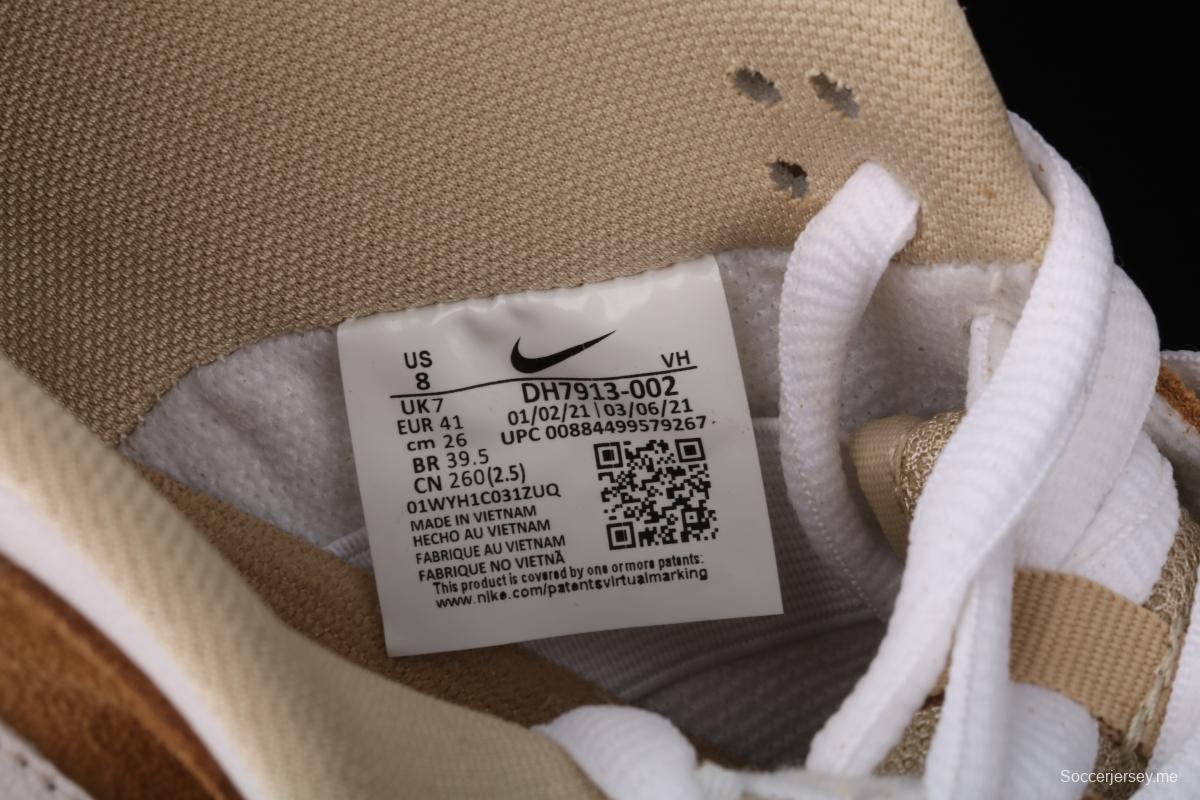 US
8
VH
DH7913-002
UK7
01/02/21 | 03/06/21
EUR 41
UPC 00884499579267
cm 26
BR 39.5
CN 260(2.5)
01WYH1C031ZUQ
MADE IN VIETNAM
HECHO AU VIETNAM
FABRIQUE AU VIETNAM
FABRIQUE NO VIETNÃ
This product is covered by one or more patents:
www.nike.com/patentsvirtualmarking
Soccerjersey.me